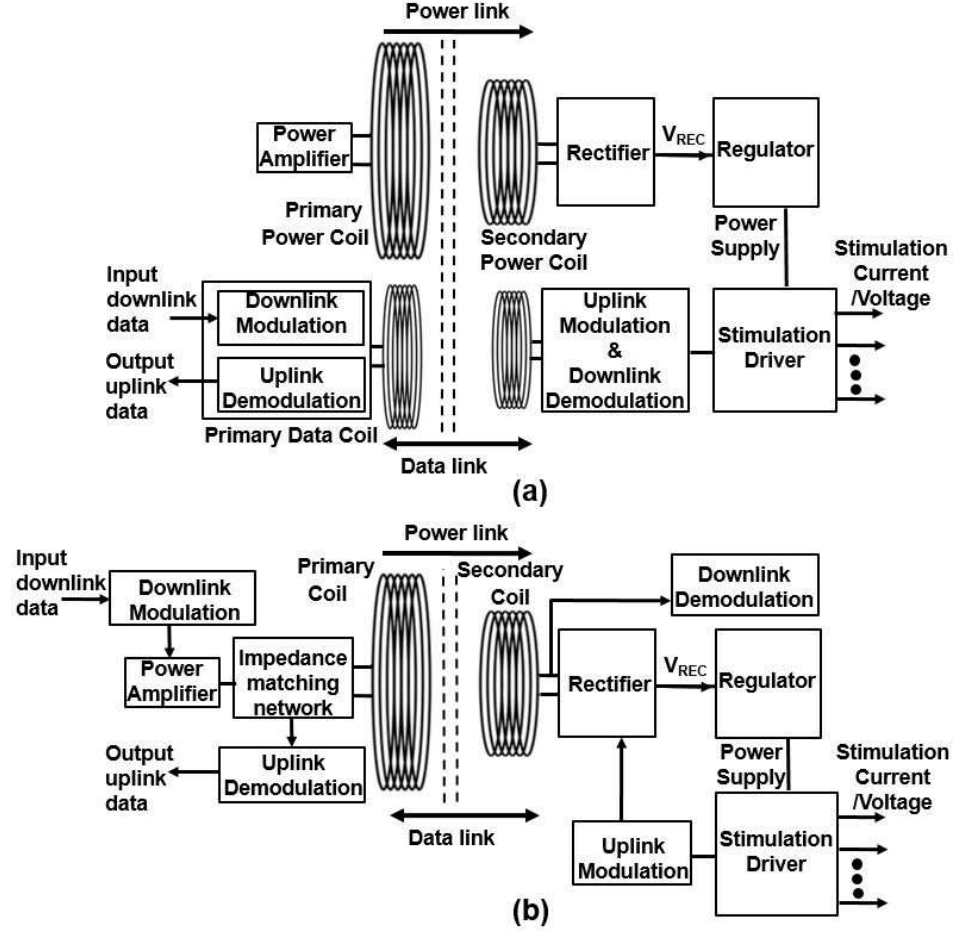 Power link
Power
Amplifier
Primary
Power Coil
Secondary
Power Coil
Rectifier
VREC
Regulator
Power
Supply
Stimulation
Current
/Voltage
Input
downlink
data
Downlink
Modulation
Output
uplink
data
Uplink
Demodulation
Primary Data Coil
Uplink
Modulation
&
Downlink
Demodulation
Stimulation
Driver
Data link
(a)
Power link
Input
downlink
data
Downlink
Modulation
Primary
Coil
Secondary
Coil
Downlink
Demodulation
Power
Amplifier
Impedance
matching
network
Rectifier
VREC
Regulator
Output
uplink
data
Uplink
Demodulation
Power
Supply
Stimulation
Current
/Voltage
Data link
Uplink
Modulation
Stimulation
Driver
(b)